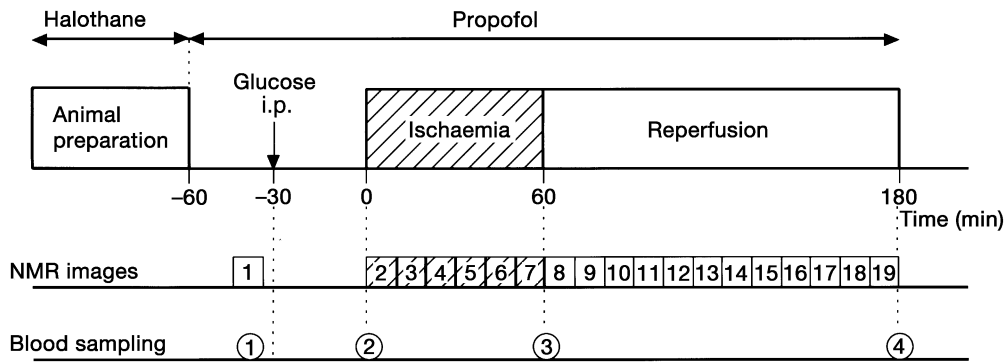 Halothane
Propofol
Glucose
i.p.
Animal
preparation
Ischaemia
Reperfusion
–60
–30
0
60
180
Time (min)
NMR images
1 2 3 4 5 6 7 8 9 10 11 12 13 14 15 16 17 18 19
Blood sampling
1 2 3 4